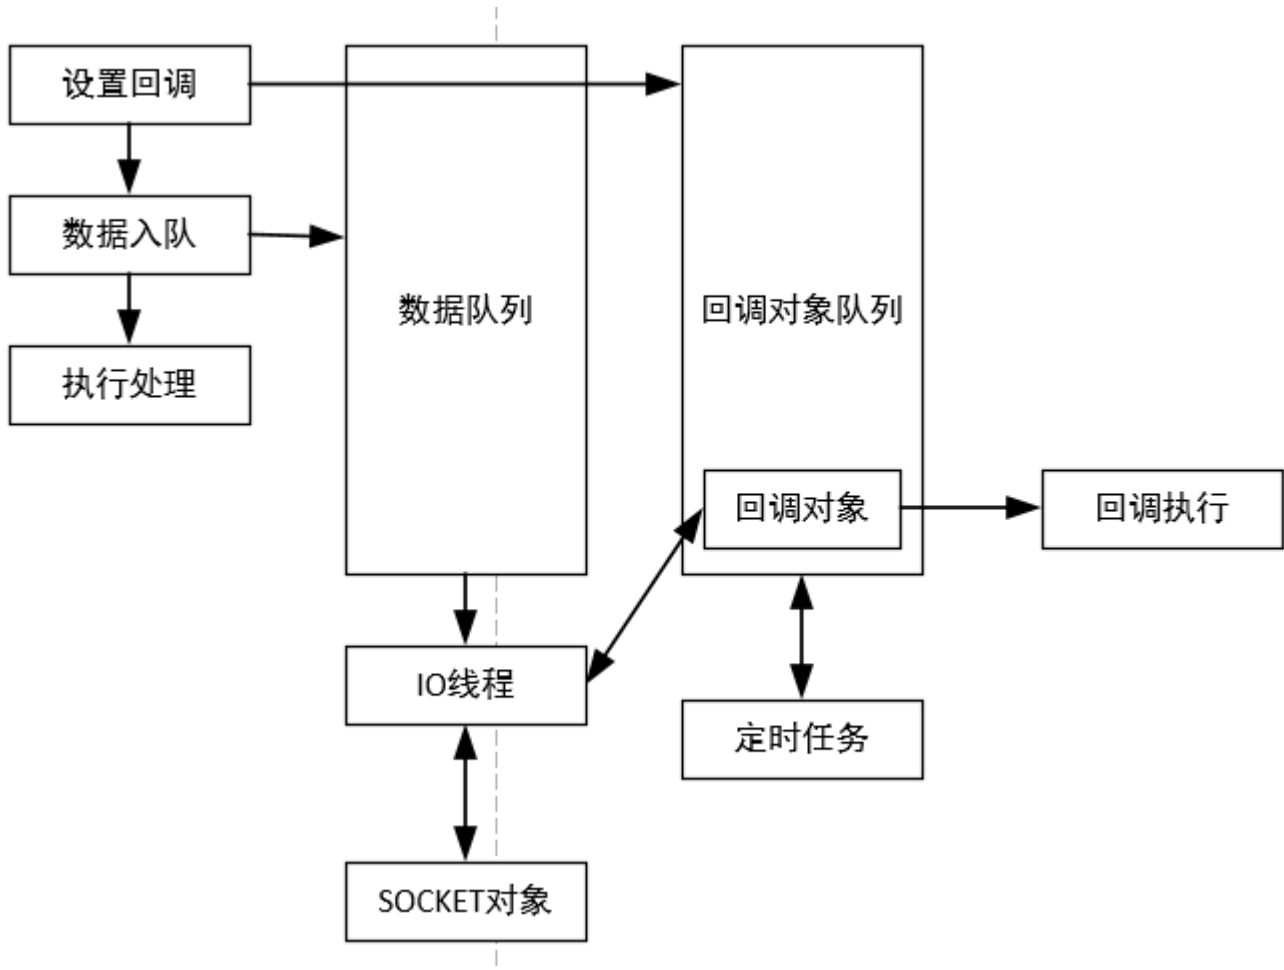 设置回调
数据入队
执行处理
数据队列
回调对象队列
回调对象
回调执行
IO线程
定时任务
SOCKET对象